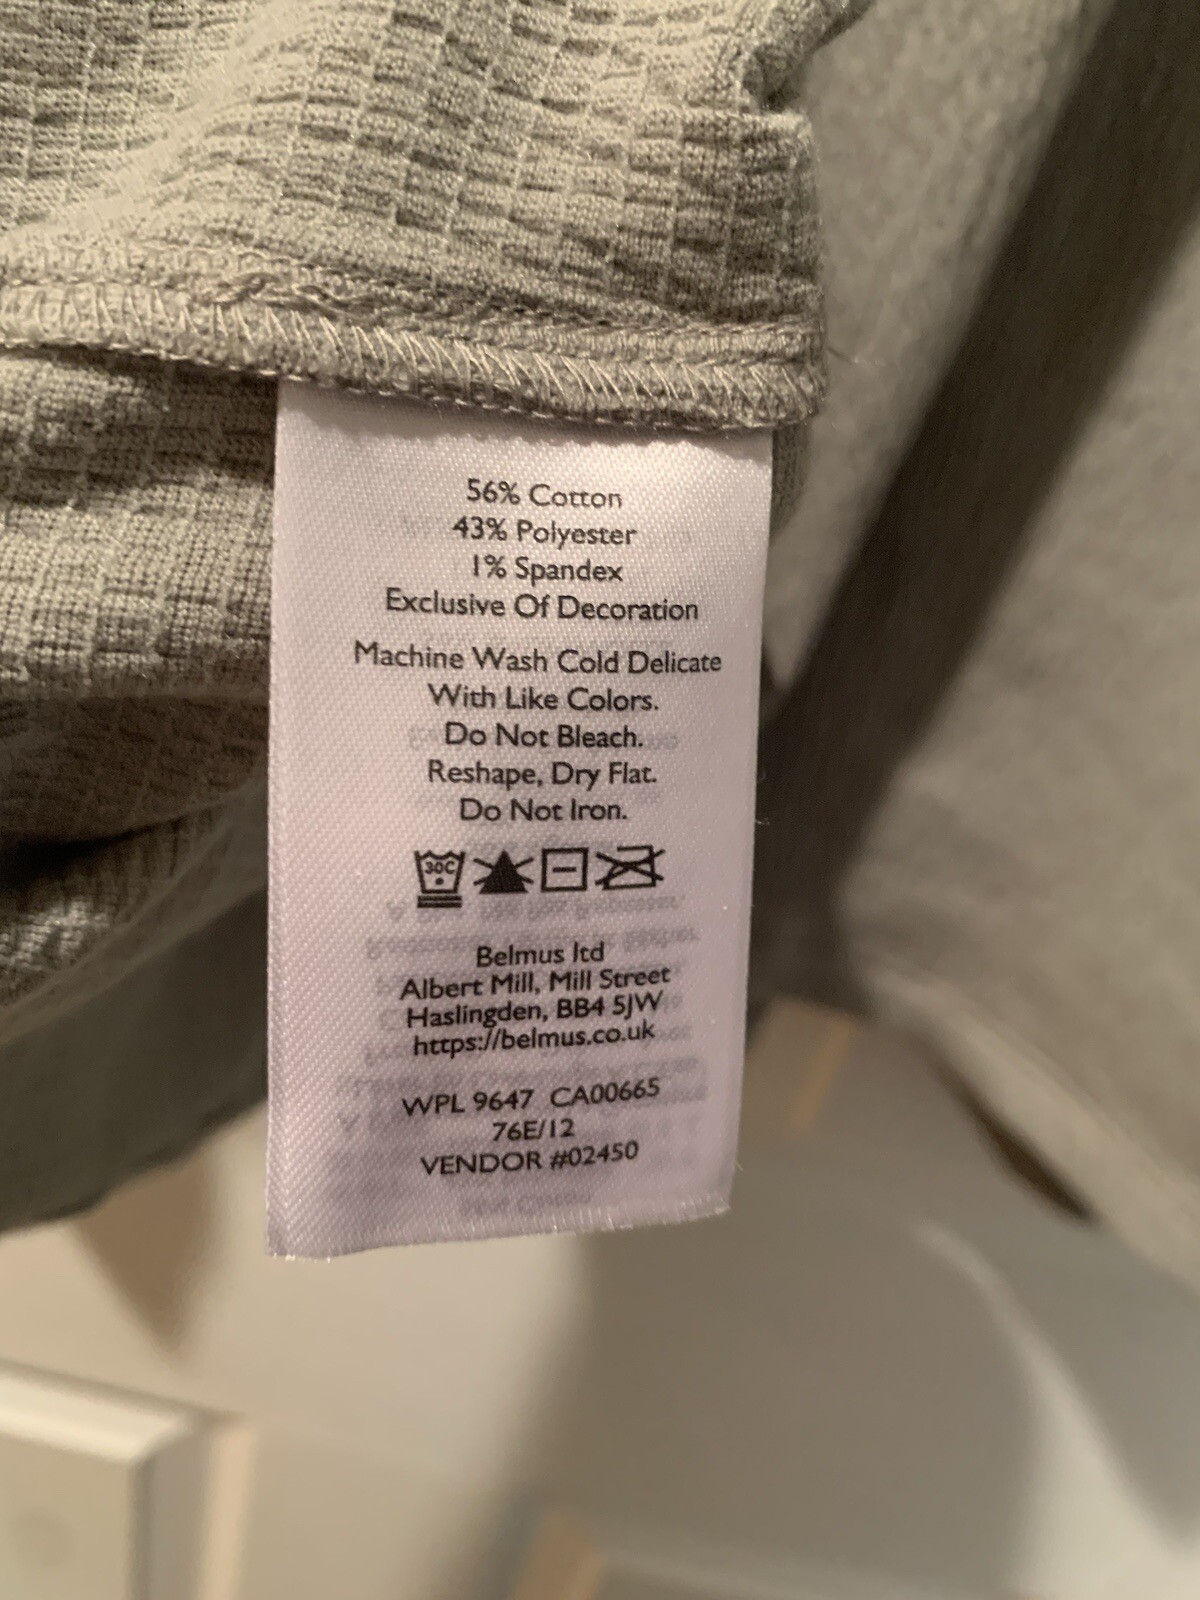 56% Cotton
43% Polyester
1% Spandex
Exclusive Of Decoration
Machine Wash Cold Delicate
With Like Colors.
Do Not Bleach.
Reshape, Dry Flat.
Do Not Iron.
30C
Belmus ltd
Albert Mill, Mill Street
Haslingden, BB4 5JW
https://belmus.co.uk
WPL 9647 CA00665
76E/12
VENDOR #02450